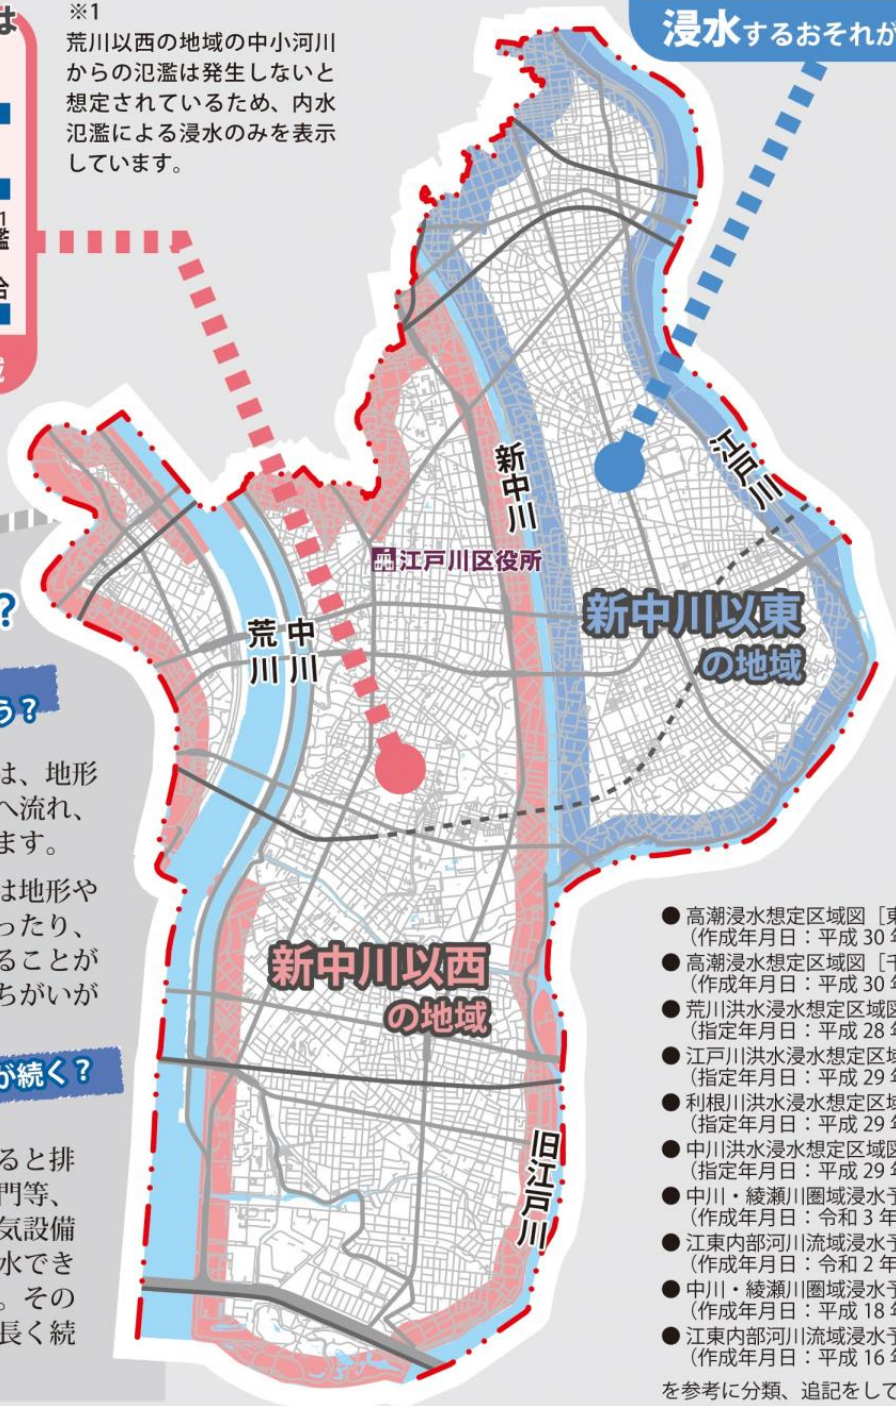 は
※1
荒川以西の地域の中小河川
からの氾濫は発生しないと
想定されているため、内水
氾濫による浸水のみを表示
しています。
浸水するおそれが
新中川
江戸川
江戸川区役所
荒川
中川
新中川以東
の地域
新中川以西
の地域
旧江戸川
？
う？
は、地形
へ流れ、
ます。
は地形や
ったり、
ることが
ちがいが
が続く？
ると排
門等、
気設備
水でき
。その
長く続
●高潮浸水想定区域図［東
（作成年月日：平成 30 年
●高潮浸水想定区域図［千
（作成年月日：平成 30 年
●荒川洪水浸水想定区域図
（指定年月日：平成 28 年
●江戸川洪水浸水想定区域
（指定年月日：平成 29 年
●利根川洪水浸水想定区域
（指定年月日：平成 29 年
●中川洪水浸水想定区域図
（指定年月日：平成 29 年
●中川・綾瀬川圏域浸水予
（作成年月日：令和 3 年
●江東内部河川流域浸水予
（作成年月日：令和 2 年
●中川・綾瀬川圏域浸水予
（作成年月日：平成 18 年
●江東内部河川流域浸水予
（作成年月日：平成 16 年
を参考に分類、追記をして